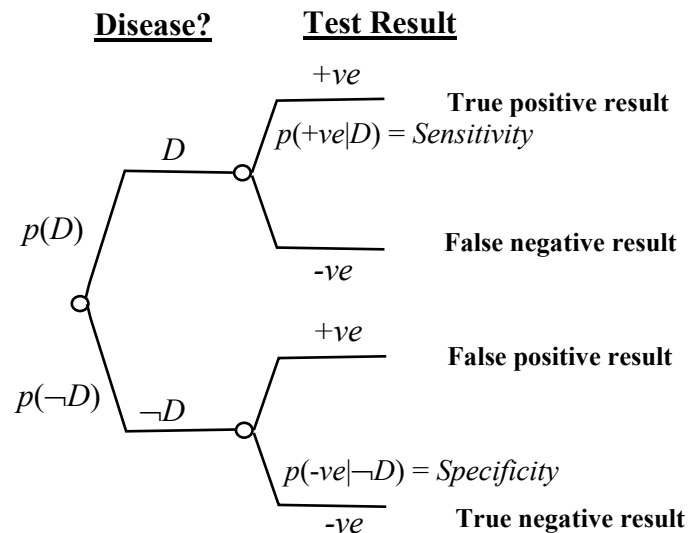 Disease? Test Result
+ve
True positive result
p(+ve|D) = Sensitivity
D
p(D)
False negative result
-ve
+ve
False positive result
p(¬D)
¬D
p(-ve|¬D) = Specificity
True negative result
-ve